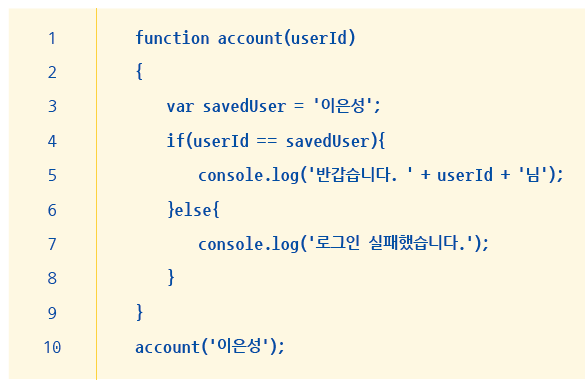 1 function account(userId)
2 {
3 var savedUser = '이은성';
4 if(userId == savedUser){
5 console.log('반갑습니다. ' + userId + '님');
6 }else{
7 console.log('로그인 실패했습니다.');
8 }
9 }
10 account('이은성');